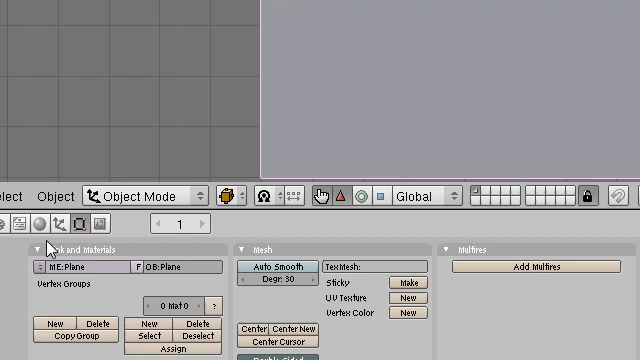 elect Object Object Mode Global
1
nk and Materials Mesh Multires
ME:Plane F OB:Plane Auto Smooth TexMesh: Add Multires
Vertex Groups Degr: 30 Sticky Make
UV Texture New
0 Mat 0 ? Vertex Color New
New Delete New Delete Center Center New
Copy Group Select Deselect Center Cursor
Assign